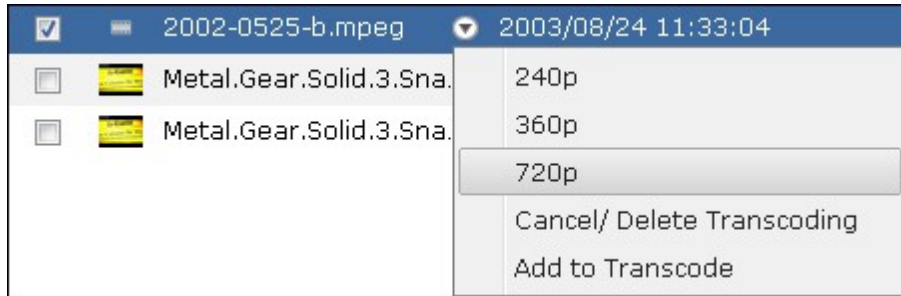 2002-0525-b.mpeg 2003/08/24 11:33:04
Metal.Gear.Solid.3.Sna.
Metal.Gear.Solid.3.Sna.
240p
360p
720p
Cancel/ Delete Transcoding
Add to Transcode